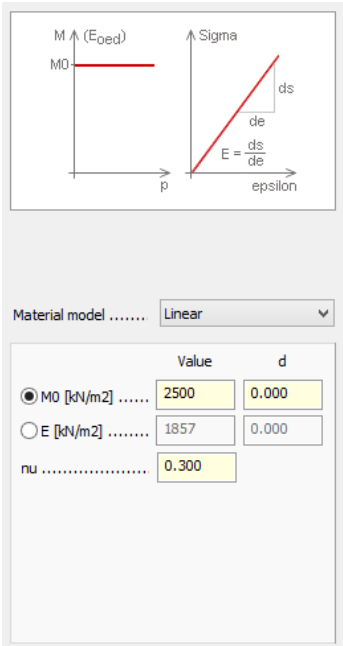 M (Eoed)
Sigma
M0
ds
de
E = ds/de
p
epsilon
Material model ........ Linear
Value d
M0 [kN/m2] ...... 2500 0.000
E [kN/m2] ........ 1857 0.000
nu ..................... 0.300